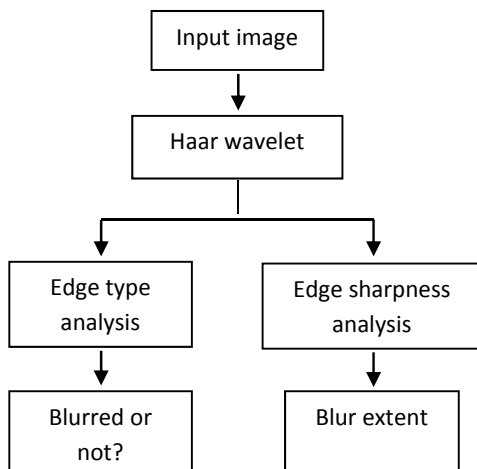 Input image
Haar wavelet
Edge type
analysis
Edge sharpness
analysis
Blurred or
not?
Blur extent